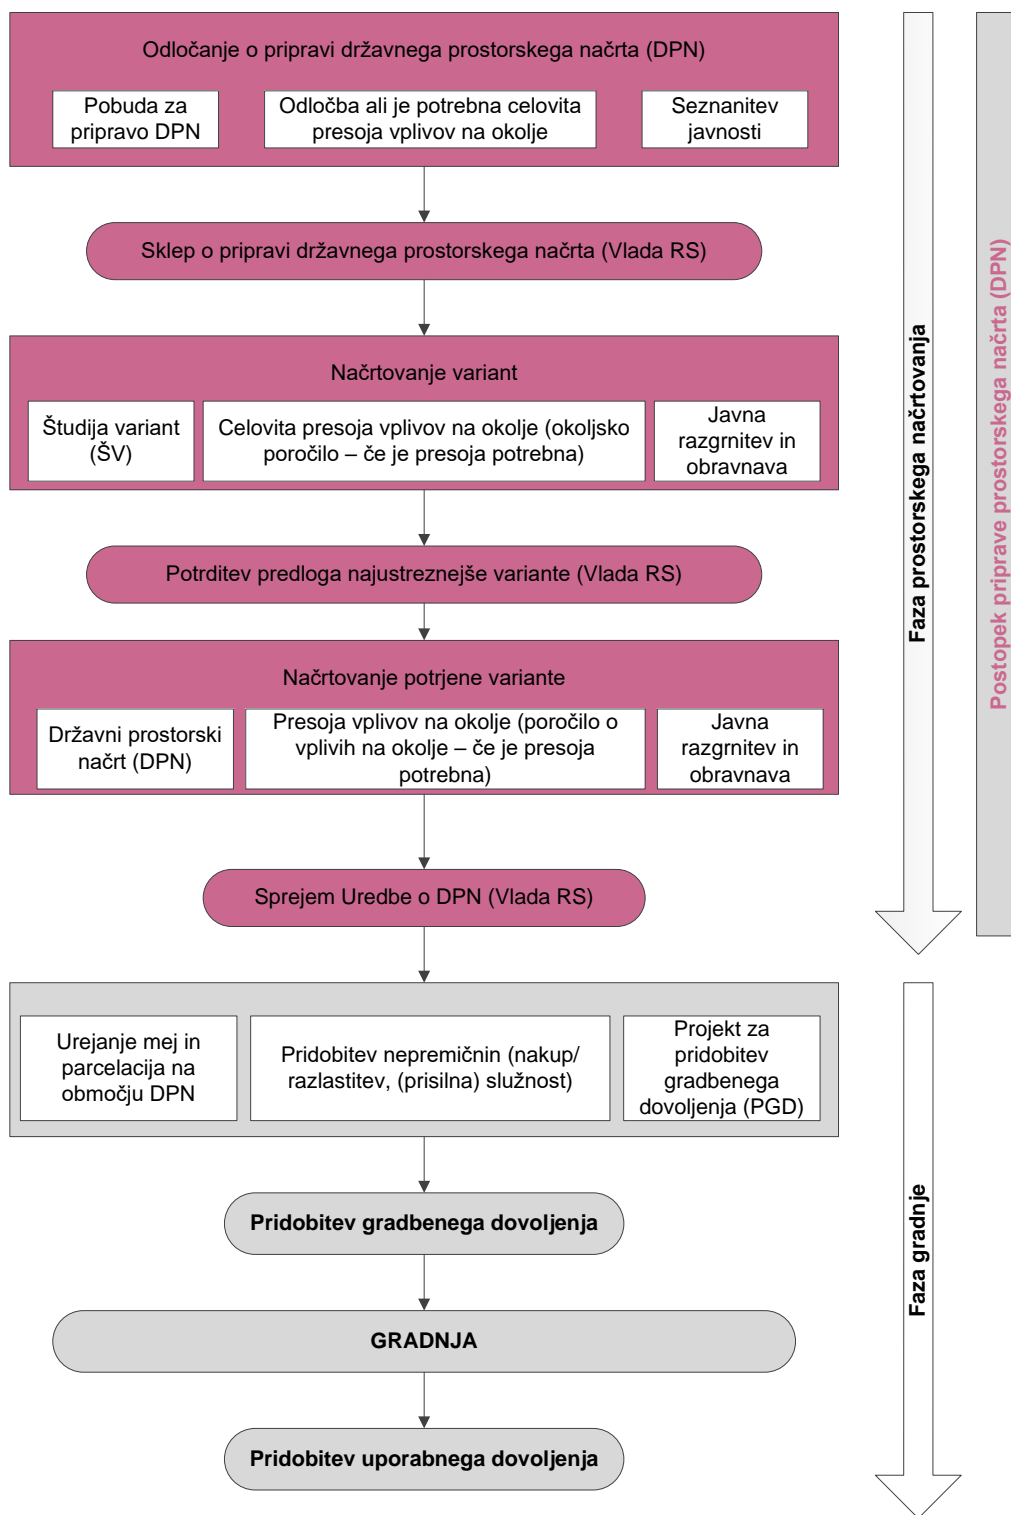 Odločanje o pripravi državnega prostorskega načrta (DPN)
Pobuda za
pripravo DPN
Odločba ali je potrebna celovita
presoja vplivov na okolje
Seznanitev
javnosti
Sklep o pripravi državnega prostorskega načrta (Vlada RS)
Načrtovanje variant
Študija variant
(ŠV)
Celovita presoja vplivov na okolje (okoljsko
poročilo – če je presoja potrebna)
Javna
razgrnitev in
obravnava
Potrditev predloga najustreznejše variante (Vlada RS)
Načrtovanje potrjene variante
Državni prostorski
načrt (DPN)
Presoja vplivov na okolje (poročilo o
vplivih na okolje – če je presoja
potrebna)
Javna
razgrnitev in
obravnava
Sprejem Uredbe o DPN (Vlada RS)
Urejanje mej in
parcelacija na
območju DPN
Pridobitev nepremičnin (nakup/
razlastitev, (prisilna) služnost)
Projekt za
pridobitev
gradbenega
dovoljenja (PGD)
Pridobitev gradbenega dovoljenja
GRADNJA
Pridobitev uporabnega dovoljenja
Faza prostorskega načrtovanja
Postopek priprave prostorskega načrta (DPN)
Faza gradnje